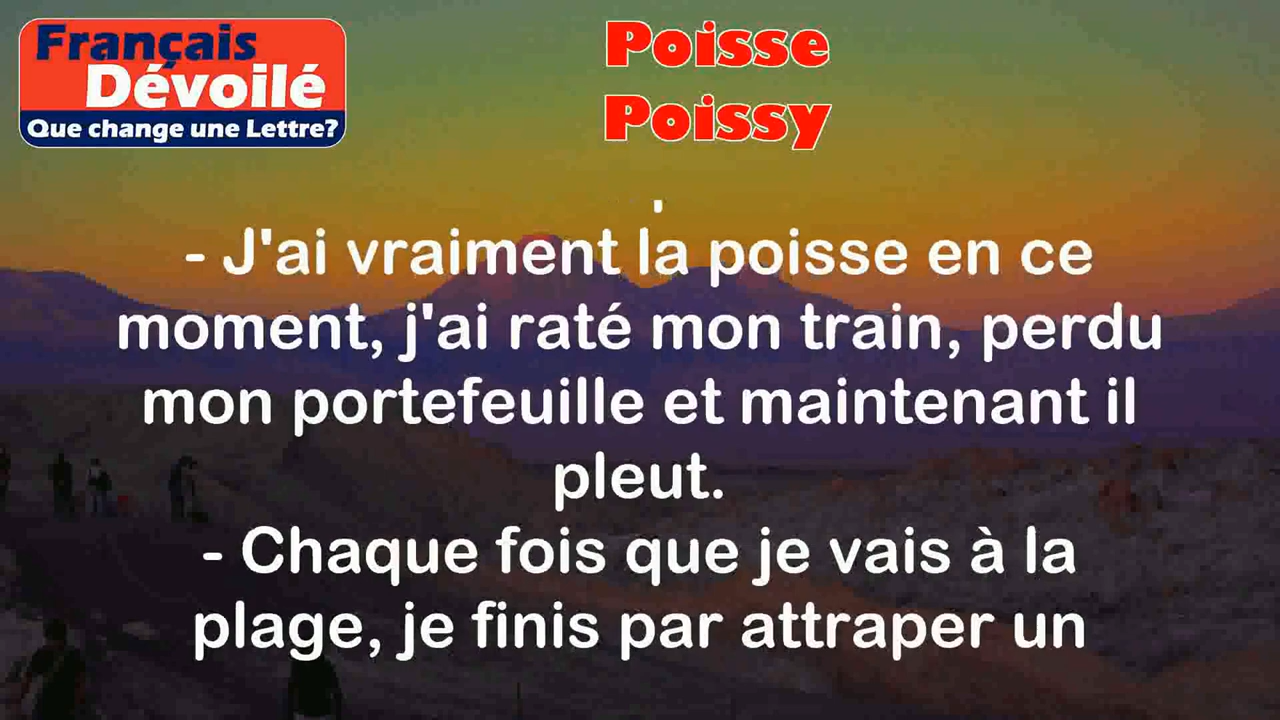 Français
Dévoilé
Que change une Lettre?
Poisse
Poissy
- J'ai vraiment la poisse en ce
moment, j'ai raté mon train, perdu
mon portefeuille et maintenant il
pleut.
- Chaque fois que je vais à la
plage, je finis par attraper un